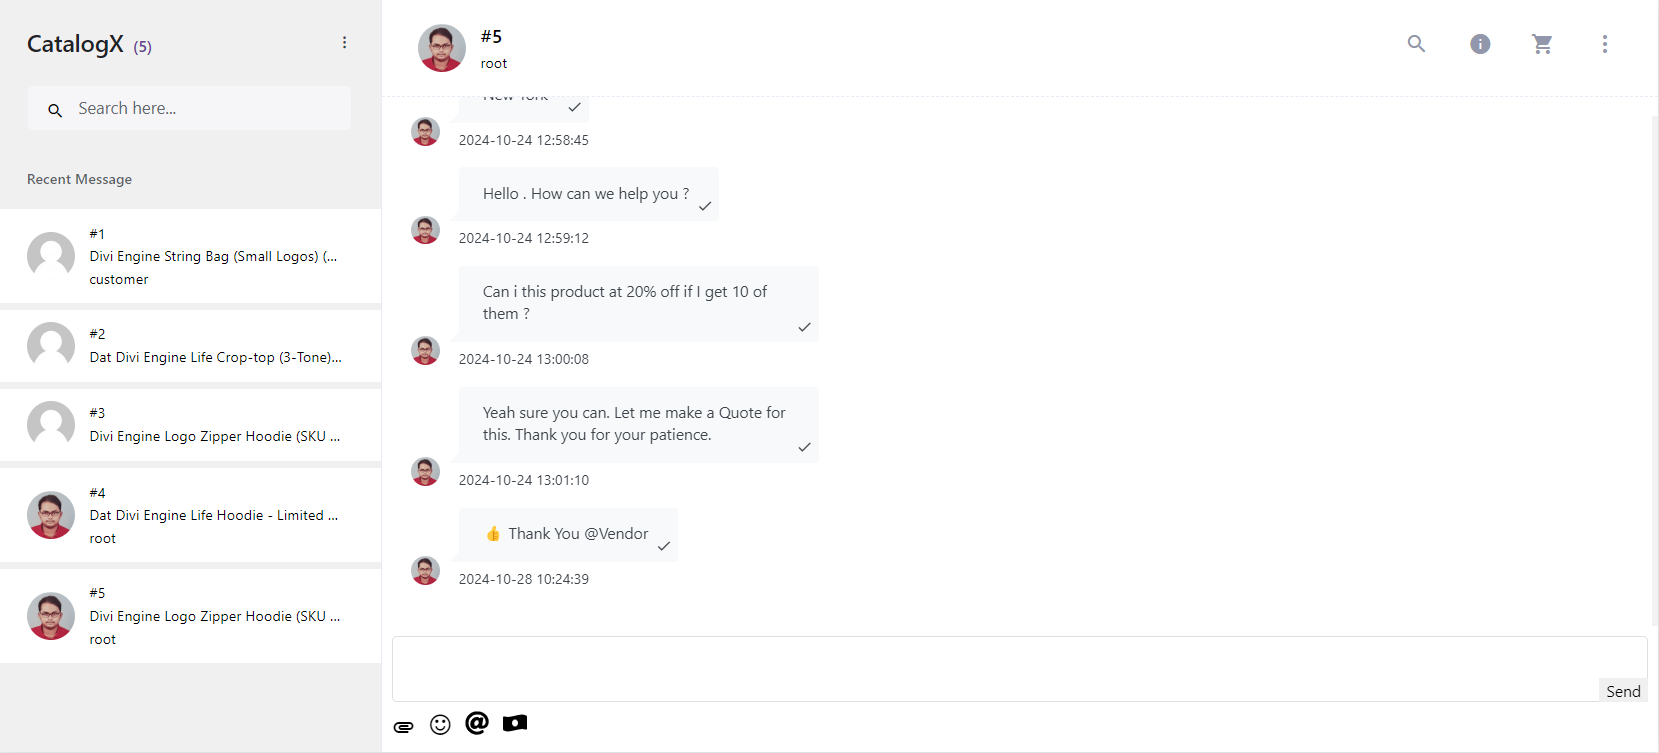 CatalogX (5)
Search here...
Recent Message
#1
Divi Engine String Bag (Small Logos) (...
customer
#2
Dat Divi Engine Life Crop-top (3-Tone)...
#3
Divi Engine Logo Zipper Hoodie (SKU ...
#4
Dat Divi Engine Life Hoodie - Limited ...
root
#5
Divi Engine Logo Zipper Hoodie (SKU ...
root
#5
root
New York
2024-10-24 12:58:45
Hello . How can we help you ?
2024-10-24 12:59:12
Can i this product at 20% off if I get 10 of
them ?
2024-10-24 13:00:08
Yeah sure you can. Let me make a Quote for
this. Thank you for your patience.
2024-10-24 13:01:10
👍 Thank You @Vendor
2024-10-28 10:24:39
Send